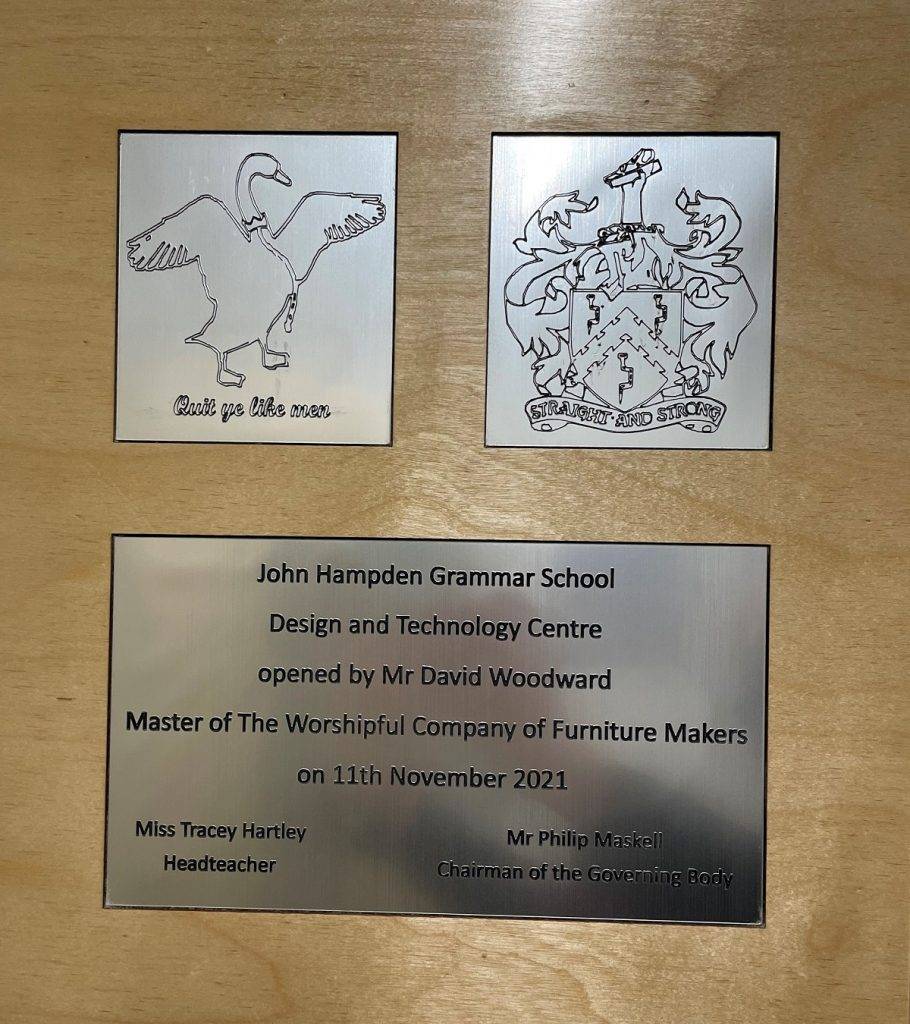 Quit ye like men
STRAIGHT·AND STRONG
John Hampden Grammar School
Design and Technology Centre
opened by Mr David Woodward
Master of The Worshipful Company of Furniture Makers
on 11th November 2021
Miss Tracey Hartley
Headteacher
Mr Philip Maskell
Chairman of the Governing Body